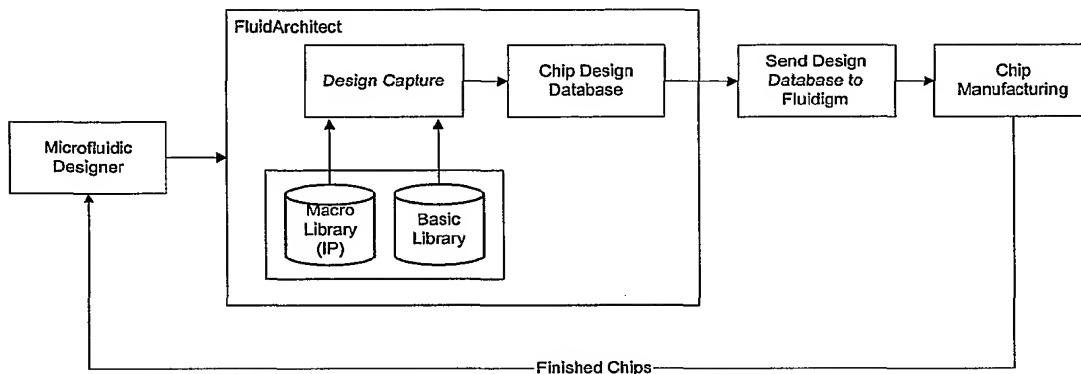 FluidArchitect
Design Capture
Chip Design
Database
Send Design
Database to
Fluidigm
Chip
Manufacturing
Microfluidic
Designer
Macro
Library
(IP)
Basic
Library
Finished Chips